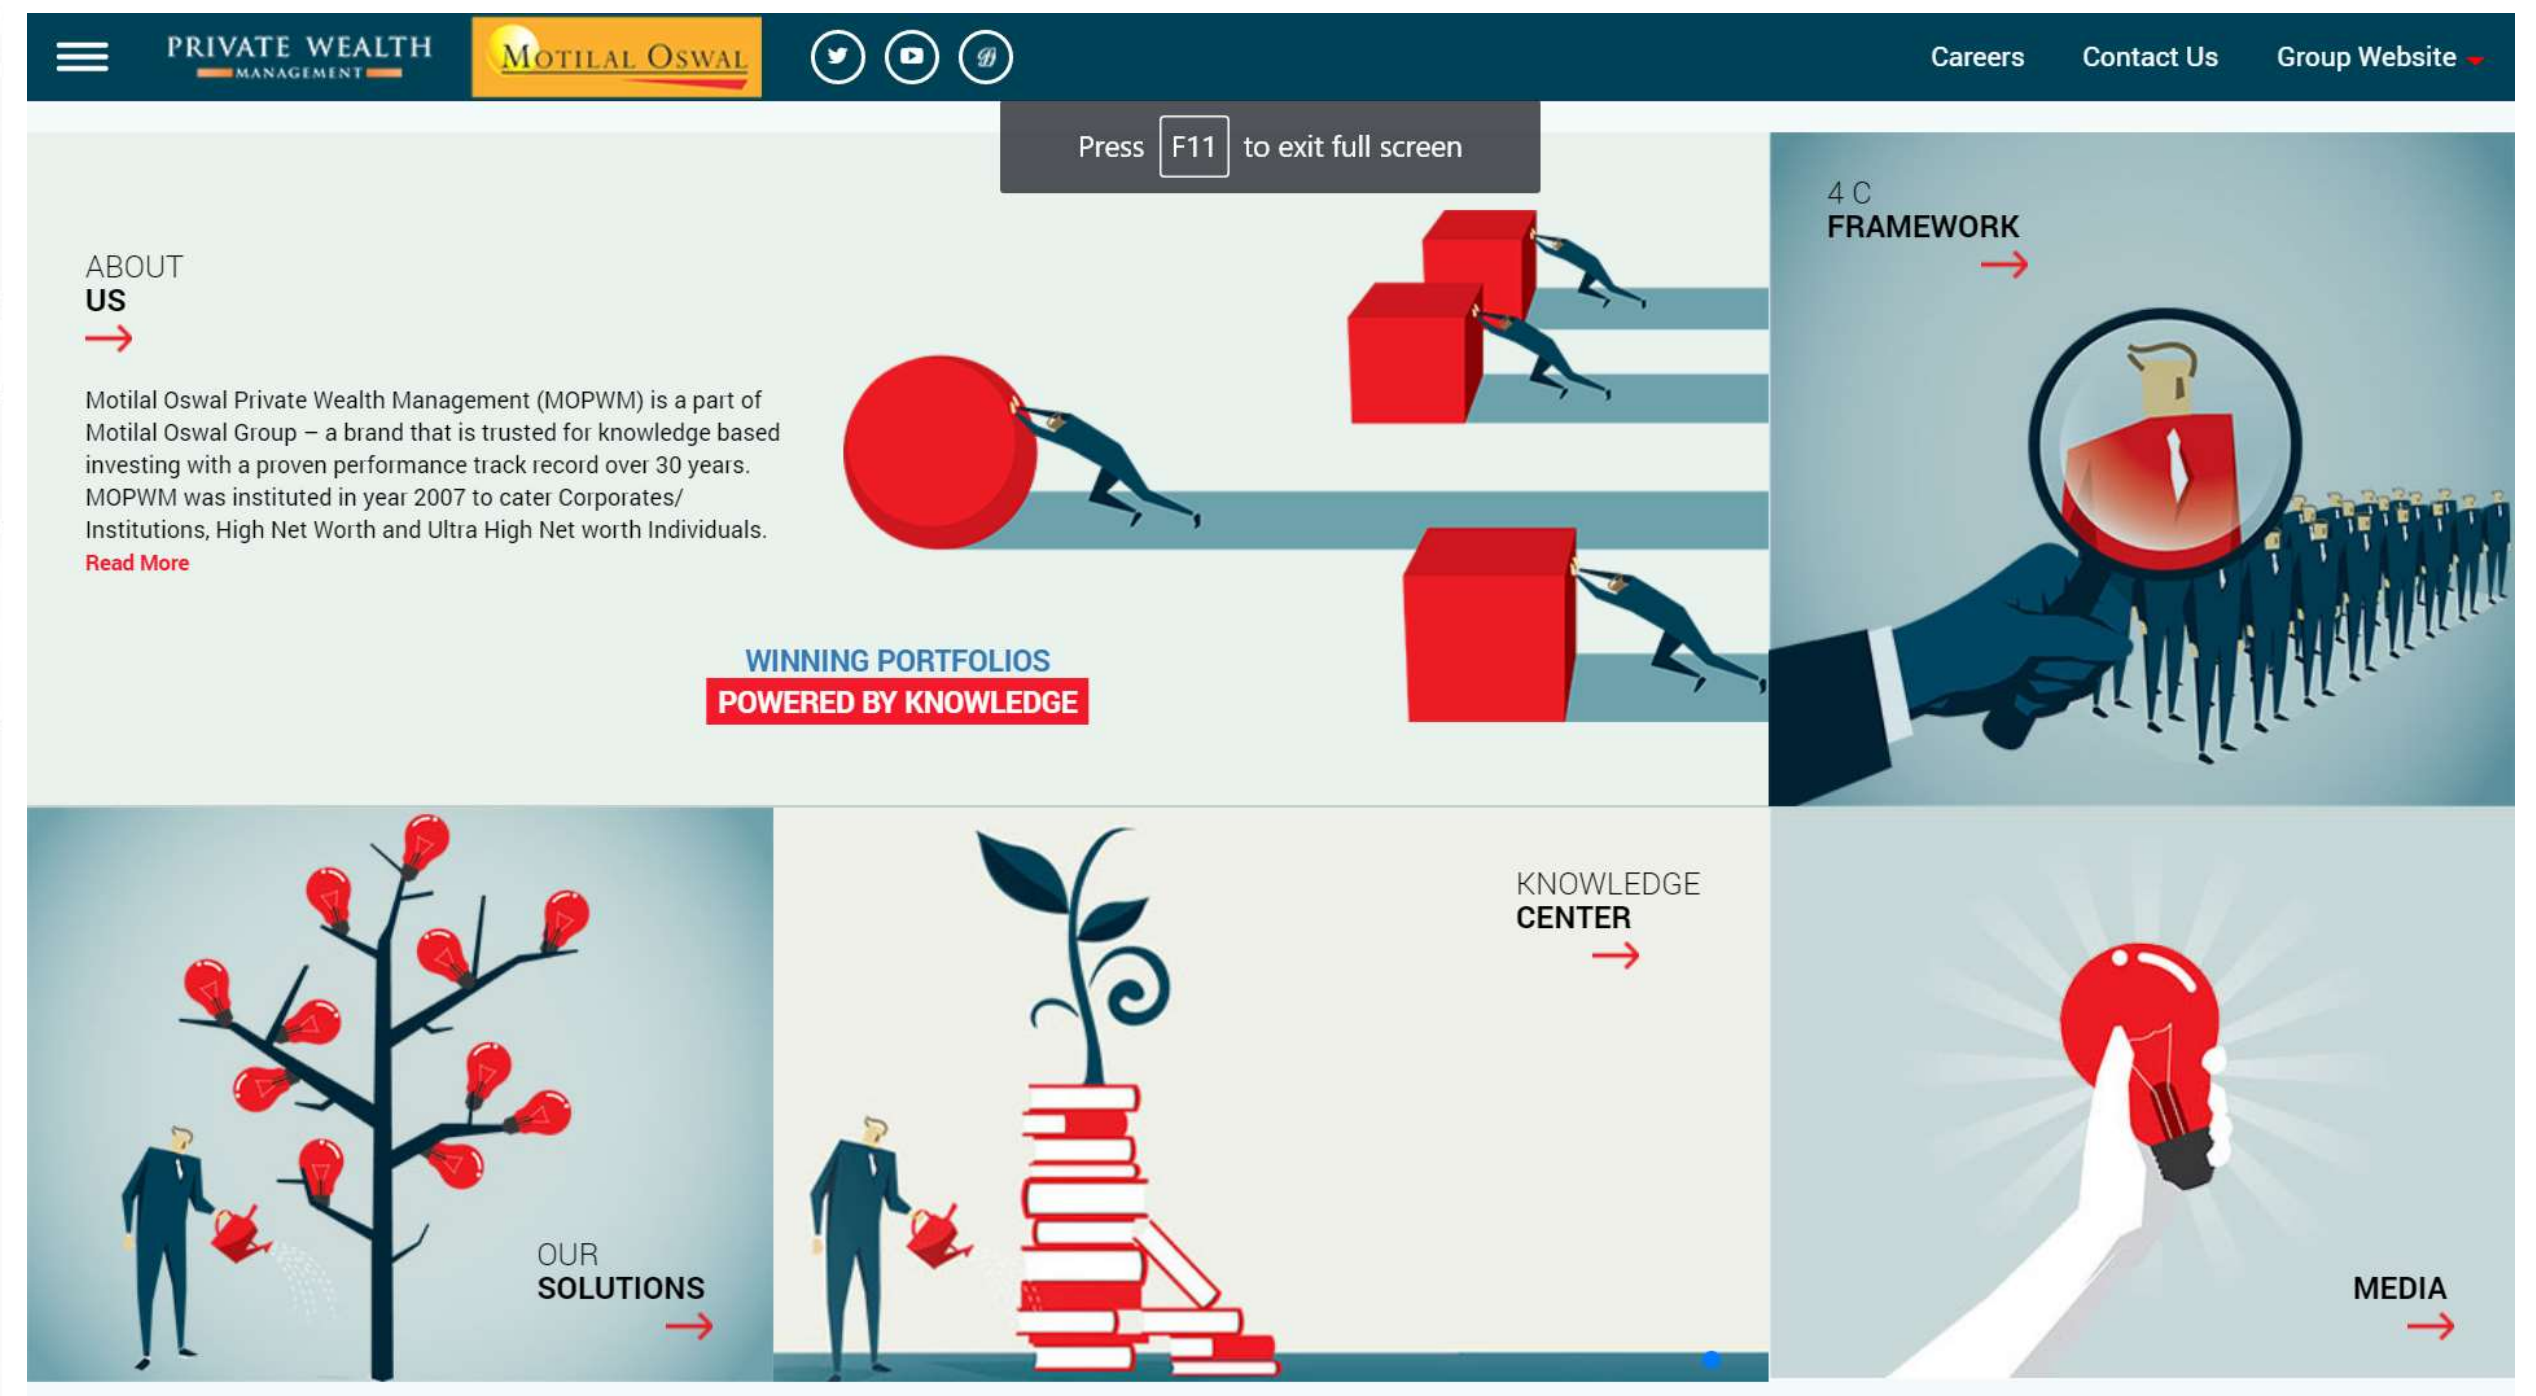 PRIVATE WEALTH
MANAGEMENT
MOTILAL OSWAL
Careers
Contact Us
Group Website
Press F11 to exit full screen
ABOUT
US
Motilal Oswal Private Wealth Management (MOPWM) is a part of
Motilal Oswal Group – a brand that is trusted for knowledge based
investing with a proven performance track record over 30 years.
MOPWM was instituted in year 2007 to cater Corporates/
Institutions, High Net Worth and Ultra High Net worth Individuals.
Read More
WINNING PORTFOLIOS
POWERED BY KNOWLEDGE
4 C
FRAMEWORK
OUR
SOLUTIONS
KNOWLEDGE
CENTER
MEDIA